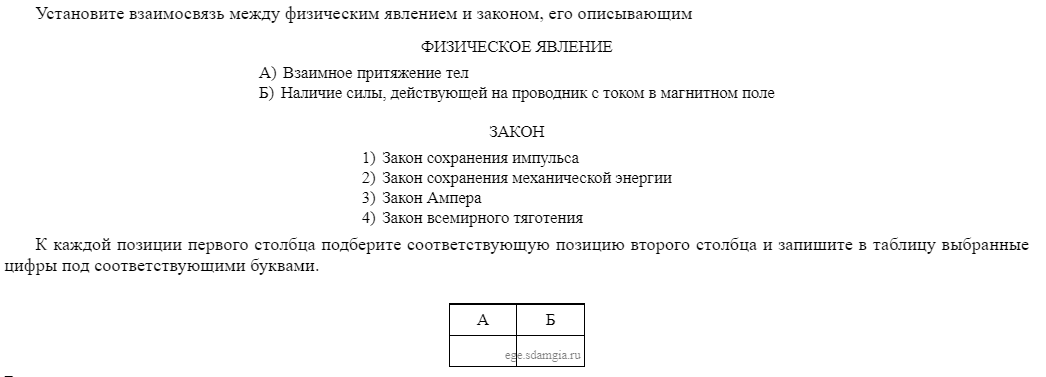 Установите взаимосвязь между физическим явлением и законом, его описывающим
ФИЗИЧЕСКОЕ ЯВЛЕНИЕ
А) Взаимное притяжение тел
Б) Наличие силы, действующей на проводник с током в магнитном поле
ЗАКОН
1) Закон сохранения импульса
2) Закон сохранения механической энергии
3) Закон Ампера
4) Закон всемирного тяготения
К каждой позиции первого столбца подберите соответствующую позицию второго столбца и запишите в таблицу выбранные
цифры под соответствующими буквами.
А Б
ege.sdamgia.ru